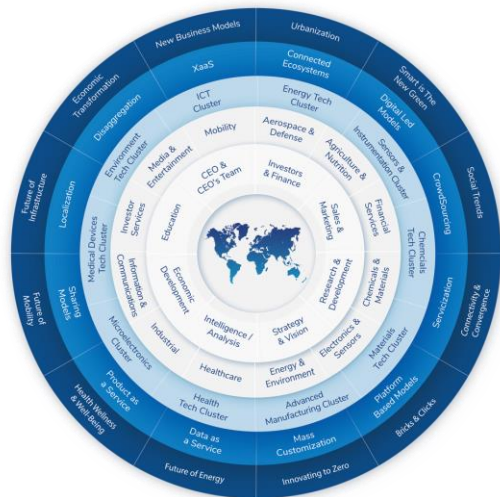 New Business Models
Urbanization
Smart is The
New Green
Social Trends
Connectivity &
Convergence
Bricks & Clicks
Innovating to Zero
Future of Energy
Health Wellness
& Well-Being
Future of
Mobility
Future of
Infrastructure
Economic
Transformation
XaaS
Connected
Ecosystems
Digital Led
Models
CrowdSourcing
Servicization
Platform
Based Models
Mass
Customization
Data as
a Service
Product as
a Service
Sharing
Models
Localization
Disaggregation
ICT
Cluster
Energy Tech
Cluster
Sensors &
Instrumentation Cluster
Chemcials
Tech Cluster
Materials
Tech Cluster
Advanced
Manufacturing Cluster
Health
Tech Cluster
Microelectronics
Cluster
Medical Devices
Tech Cluster
Environment
Tech Cluster
Mobility
Aerospace &
Defense
Agriculture &
Nutrition
Financial
Services
Chemicals &
Materials
Electronics &
Sensors
Energy &
Environment
Healthcare
Industrial
Information &
Communications
Investor
Services
Media &
Entertainment
CEO &
CEO's Team
Investors
& Finance
Sales &
Marketing
Research &
Development
Strategy
& Vision
Intelligence /
Analysis
Economic
Development
Education